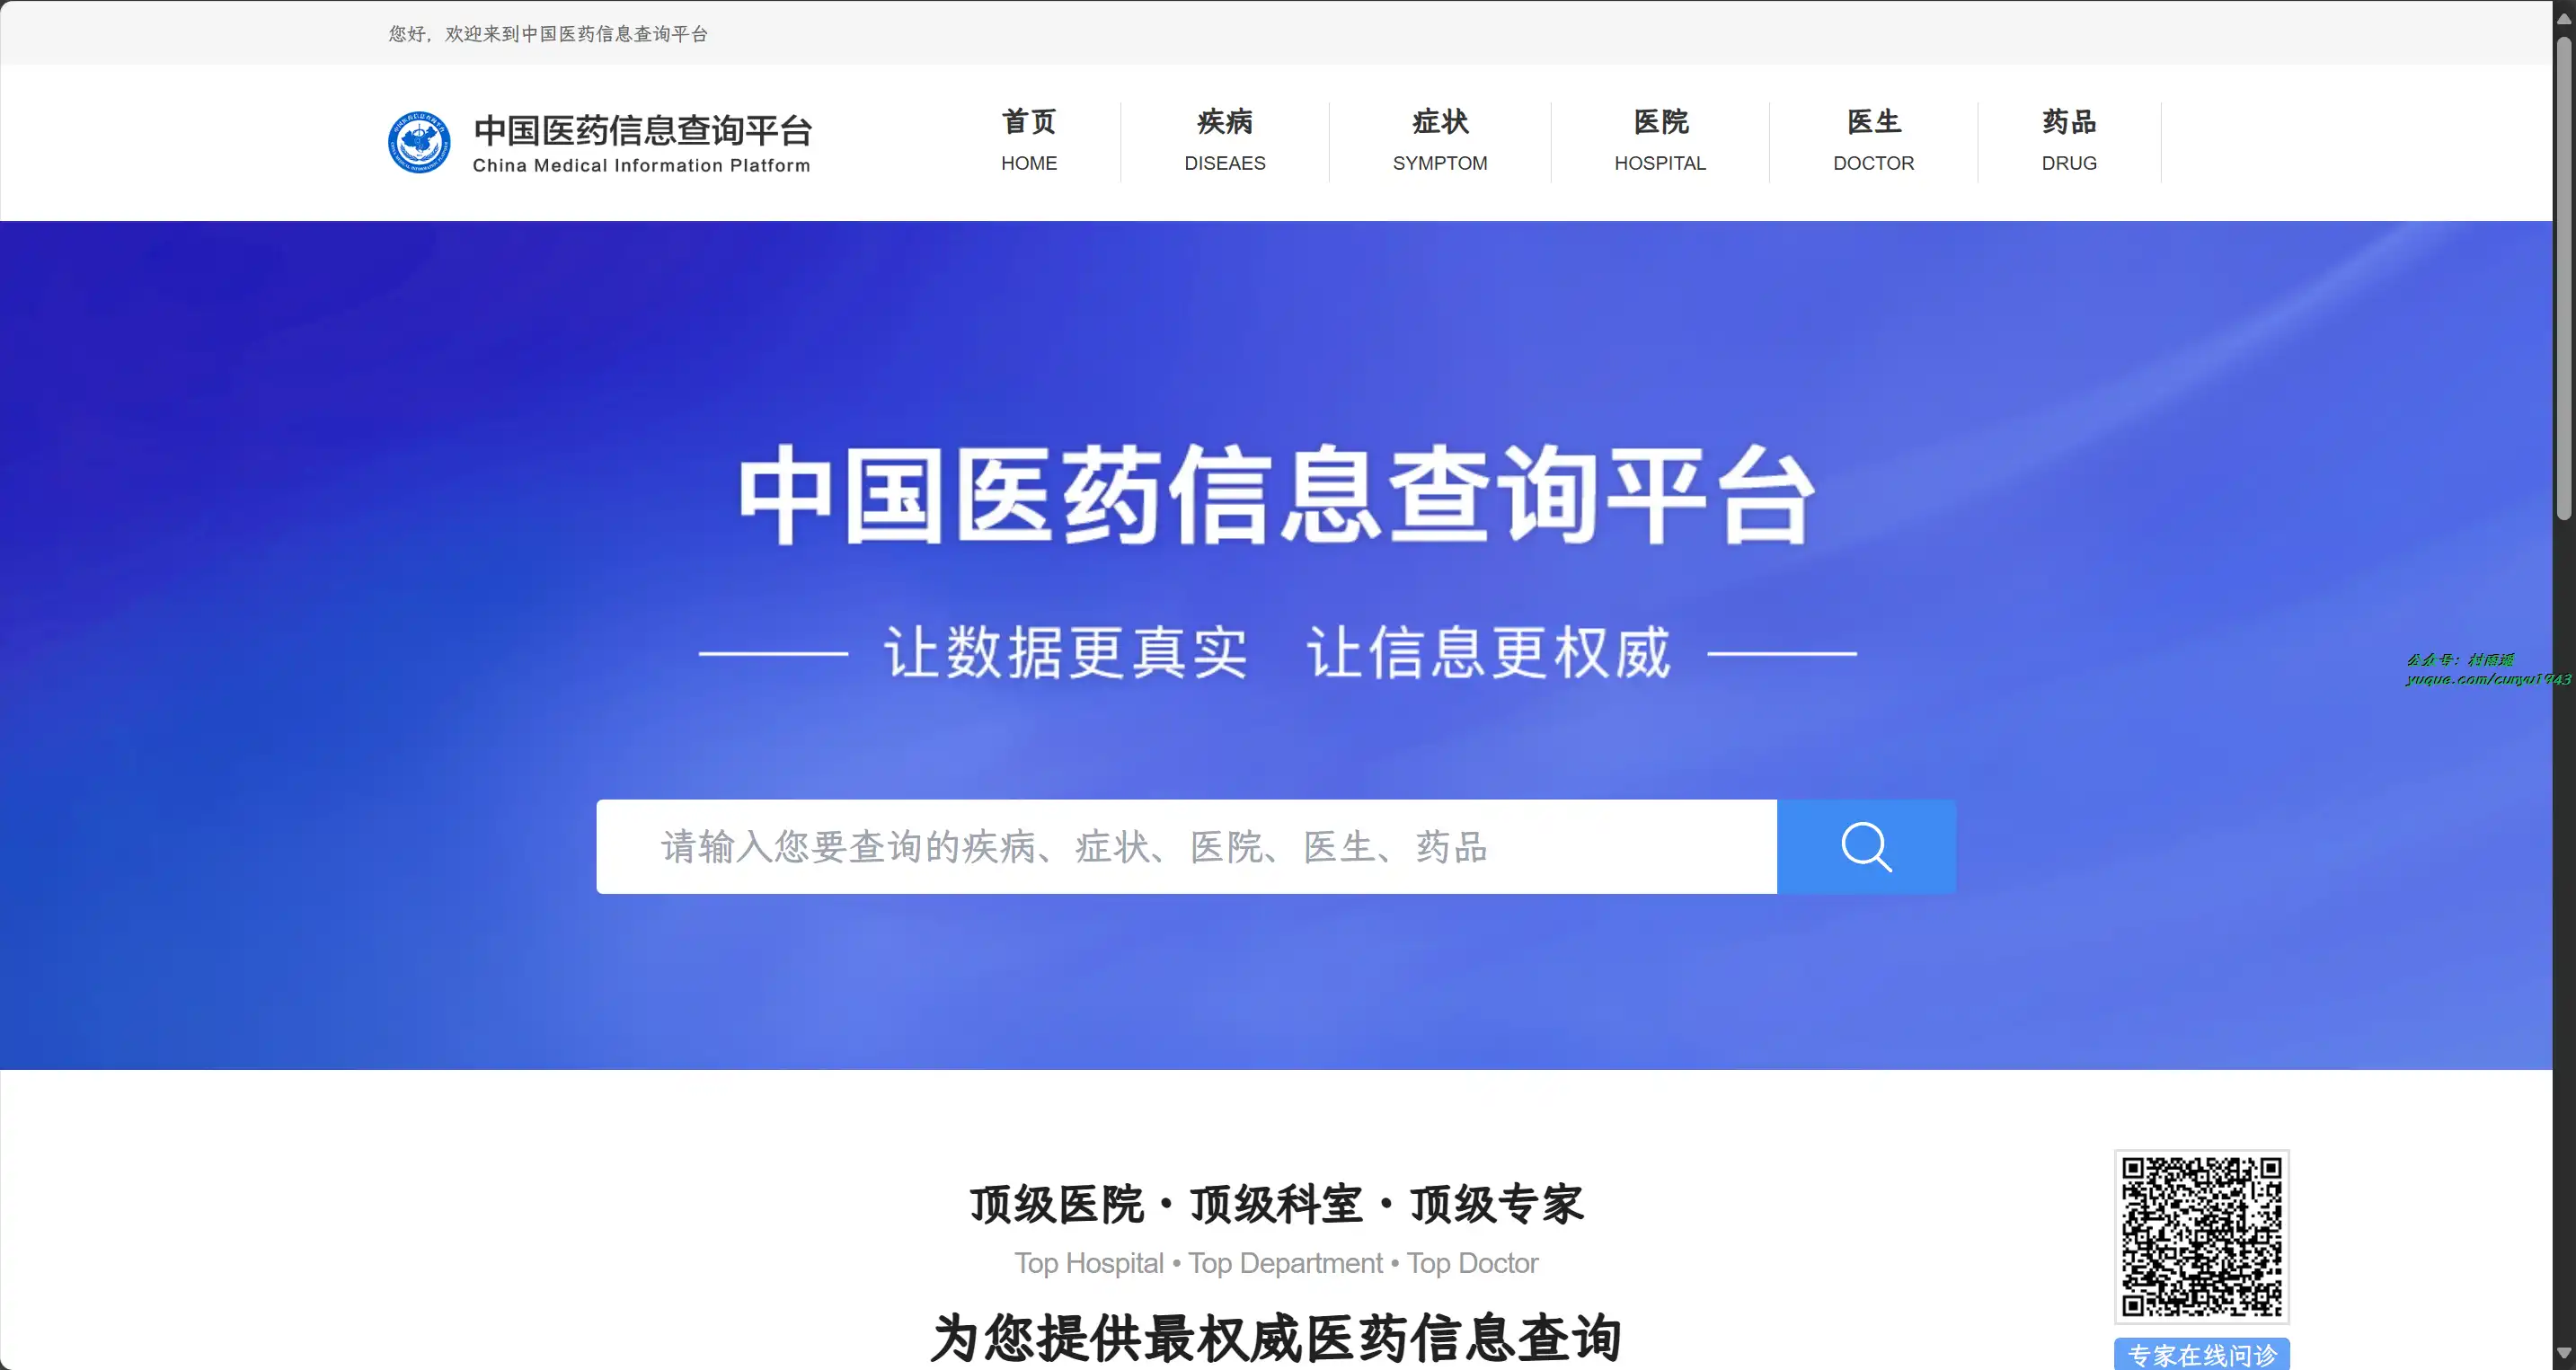 您好，欢迎来到中国医药信息查询平台
中国医药信息查询平台
China Medical Information Platform
首页
HOME
疾病
DISEAES
症状
SYMPTOM
医院
HOSPITAL
医生
DOCTOR
药品
DRUG
中国医药信息查询平台
让数据更真实 让信息更权威
公众号：村雨遥
yuque.com/cunyu1943
请输入您要查询的疾病、症状、医院、医生、药品
顶级医院·顶级科室·顶级专家
Top Hospital • Top Department • Top Doctor
为您提供最权威医药信息查询
专家在线问诊